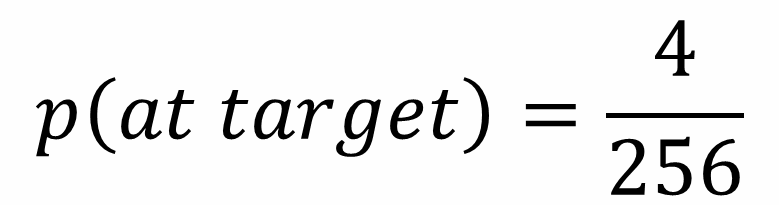 p(at target) = 4/256